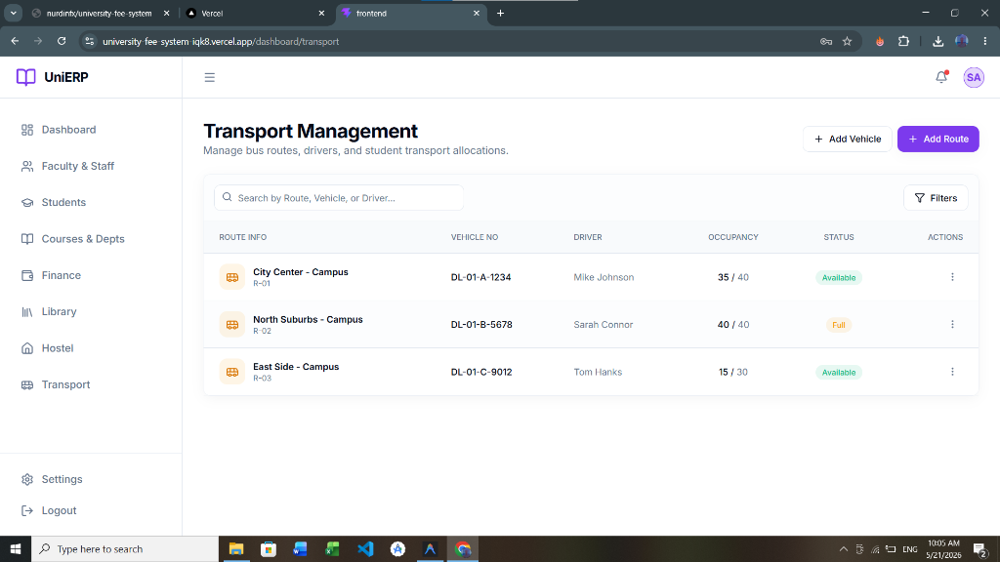 nurdinfx/university-fee-system
Vercel
frontend
university-fee-system-iqk8.vercel.app/dashboard/transport
UniERP
SA
Dashboard
Faculty & Staff
Students
Courses & Depts
Finance
Library
Hostel
Transport
Settings
Logout
Transport Management
Manage bus routes, drivers, and student transport allocations.
+ Add Vehicle
+ Add Route
Search by Route, Vehicle, or Driver...
Filters
ROUTE INFO VEHICLE NO DRIVER OCCUPANCY STATUS ACTIONS
City Center - Campus
R-01
DL-01-A-1234 Mike Johnson 35 / 40 Available
North Suburbs - Campus
R-02
DL-01-B-5678 Sarah Connor 40 / 40 Full
East Side - Campus
R-03
DL-01-C-9012 Tom Hanks 15 / 30 Available
Type here to search
ENG
10:05 AM
5/21/2026
2